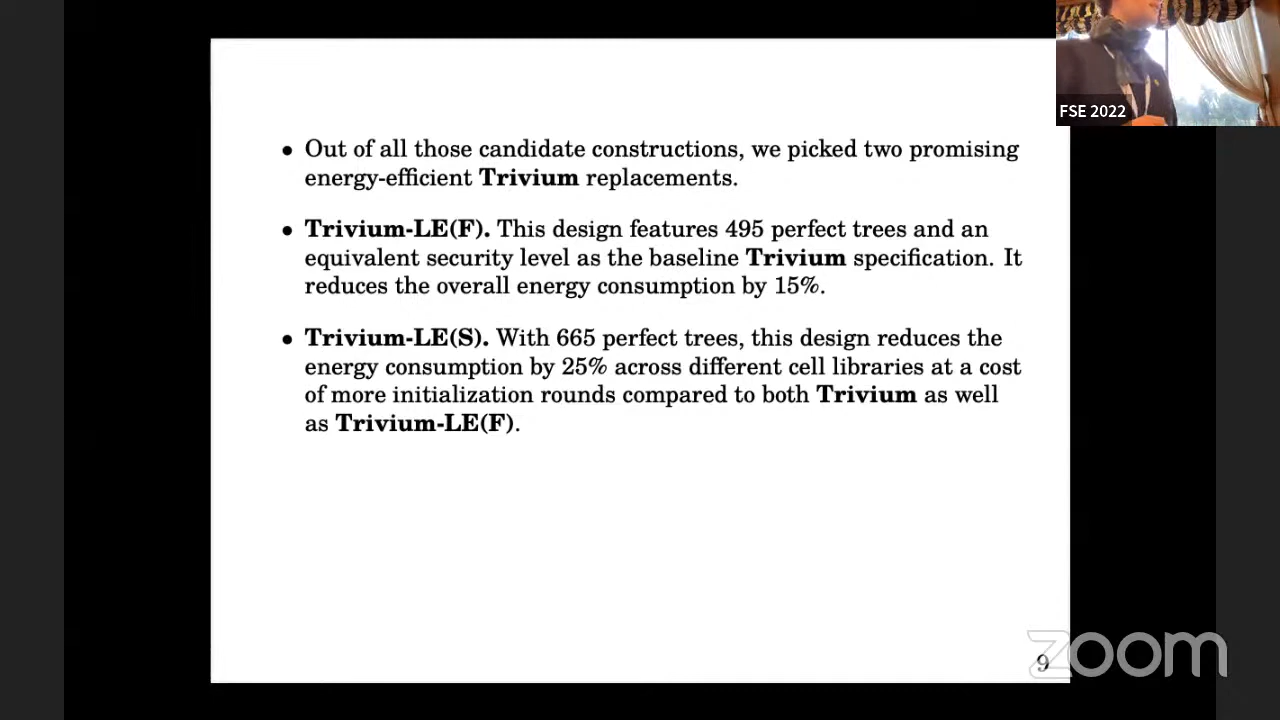 FSE 2022
• Out of all those candidate constructions, we picked two promising
energy-efficient Trivium replacements.
• Trivium-LE(F). This design features 495 perfect trees and an
equivalent security level as the baseline Trivium specification. It
reduces the overall energy consumption by 15%.
• Trivium-LE(S). With 665 perfect trees, this design reduces the
energy consumption by 25% across different cell libraries at a cost
of more initialization rounds compared to both Trivium as well
as Trivium-LE(F).
9
zoom